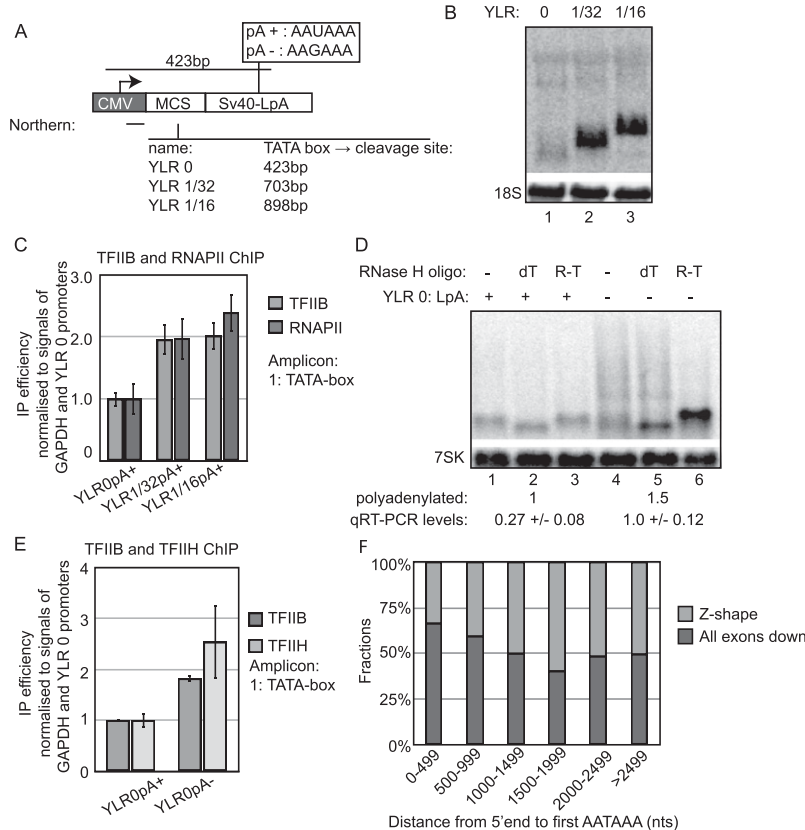 A
pA + : AAUAAA
pA - : AAGAAA
423bp
CMV MCS Sv40-LpA
Northern:
name: TATA box → cleavage site:
YLR 0 423bp
YLR 1/32 703bp
YLR 1/16 898bp
B
YLR: 0 1/32 1/16
18S
1 2 3
C
TFIIB and RNAPII ChIP
IP efficiency
normalised to signals of
GAPDH and YLR 0 promoters
3.0
2.0
1.0
0
YLR0pA+
YLR1/32pA+
YLR1/16pA+
TFIIB
RNAPII
Amplicon:
1: TATA-box
D
RNase H oligo: - dT R-T - dT R-T
YLR 0: LpA: + + + - - -
7SK
1 2 3 4 5 6
polyadenylated: 1 1.5
qRT-PCR levels: 0.27 +/- 0.08 1.0 +/- 0.12
E
TFIIB and TFIIH ChIP
IP efficiency
normalised to signals of
GAPDH and YLR 0 promoters
4
3
2
1
0
YLR0pA+
YLR0pA-
TFIIB
TFIIH
Amplicon:
1: TATA-box
F
Fractions
100%
75%
50%
25%
0%
0-499
500-999
1000-1499
1500-1999
2000-2499
>2499
Distance from 5'end to first AATAAA (nts)
Z-shape
All exons down